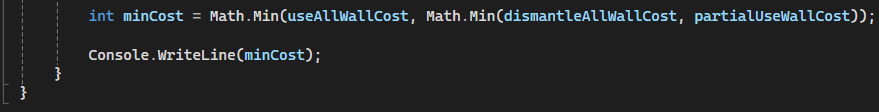 int minCost = Math.Min(useAllWallCost, Math.Min(dismantleAllWallCost, partialUseWallCost));
Console.WriteLine(minCost);
}
}